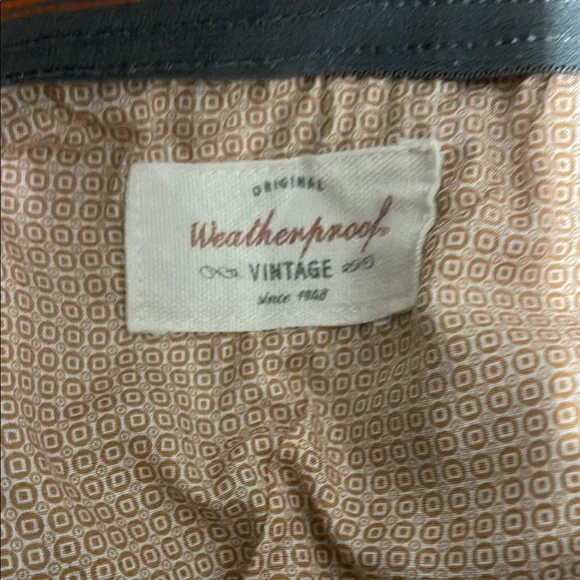 ORIGINAL
Weatherproof
VINTAGE
since 1948